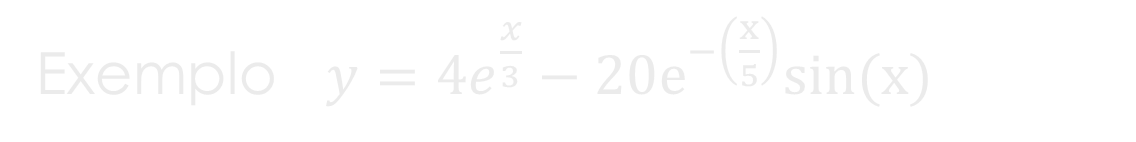 Exemplo y = 4e^{x/3} − 20e^{−(x/5)} sin(x)